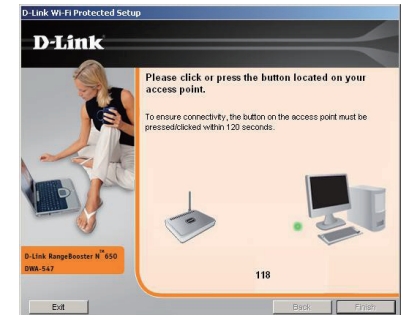 D-Link Wi-Fi Protected Setup
D-Link
Please click or press the button located on your
access point.
To ensure connectivity, the button on the access point must be
pressed/clicked within 120 seconds.
D-Link RangeBooster N™ 650
DWA-547
118
Exit
Back
Finish